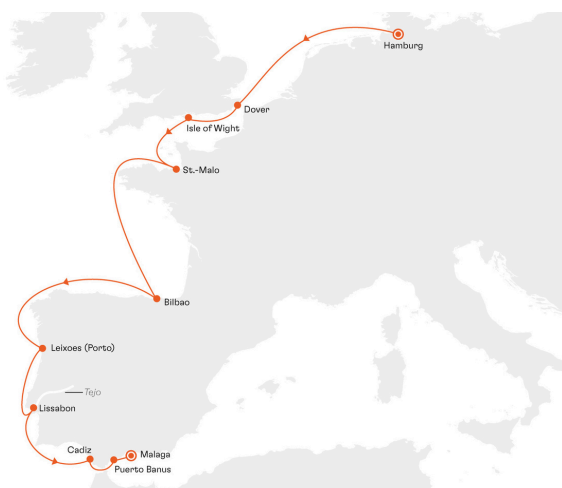 Hamburg
Dover
Isle of Wight
St.-Malo
Bilbao
Leixoes (Porto)
Tejo
Lissabon
Cadiz
Malaga
Puerto Banus